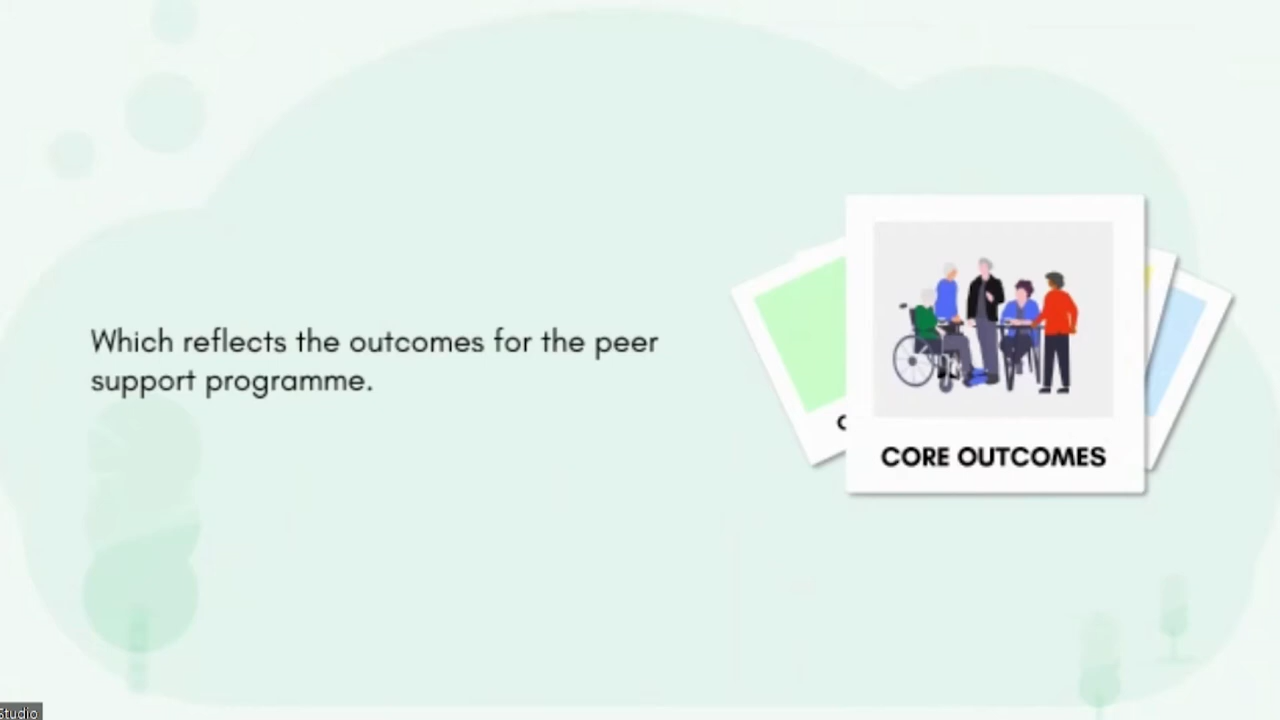 Which reflects the outcomes for the peer
support programme.
CORE OUTCOMES
Studio